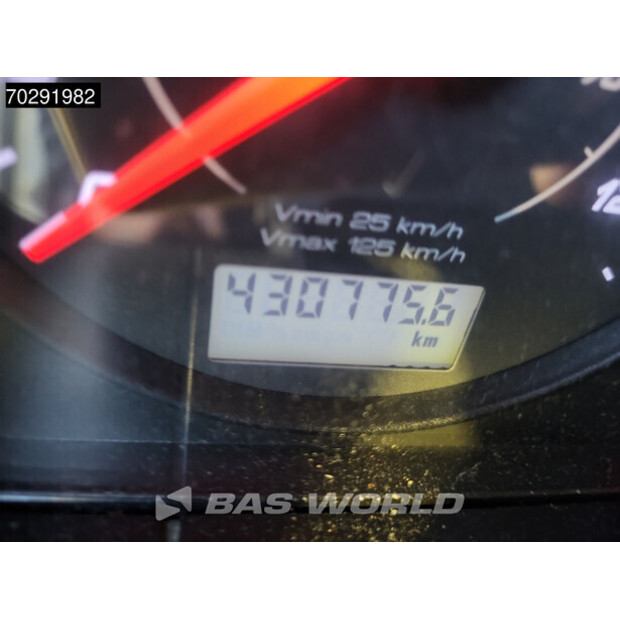 70291982
Vmin 25 km/h
Vmax 125 km/h
430775.6
km
BAS WORLD